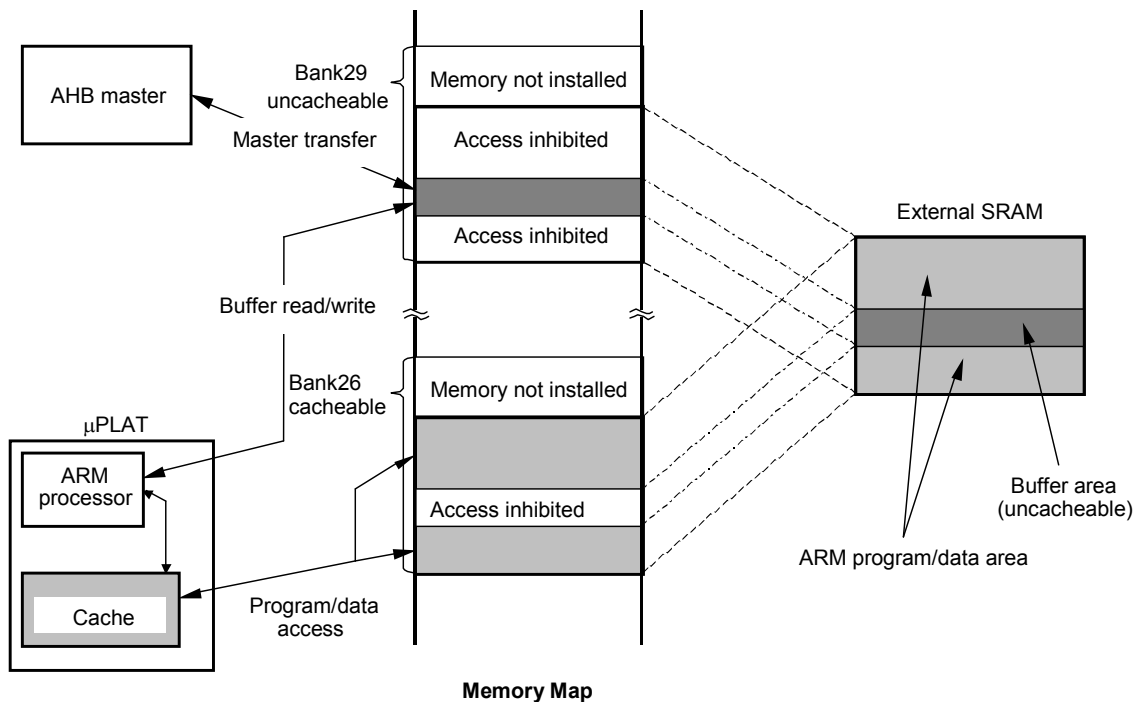 AHB master
Bank29
uncacheable
Memory not installed
Master transfer
Access inhibited
Access inhibited
External SRAM
Buffer read/write
Bank26
cacheable
Memory not installed
μPLAT
ARM
processor
Access inhibited
Buffer area
(uncacheable)
ARM program/data area
Cache
Program/data
access
Memory Map